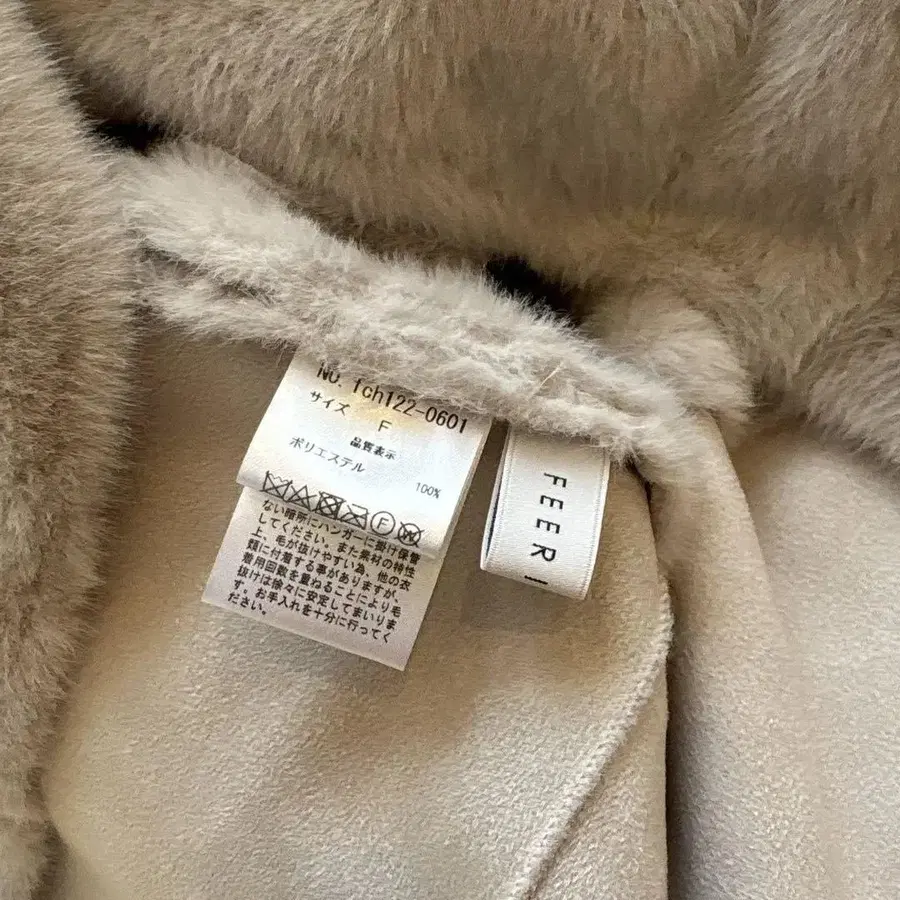 No. fch122-0601
サイズ
F
品質表示
ポリエステル 100%
F W
ない暗所にハンガーに掛け保管
してください。また素材の特性
上、毛が抜けやすい為、他の衣
類に付着する事がありますが、
着用回数を重ねることにより毛
抜けは徐々に安定してまいりま
す。お手入れを十分に行ってく
ださい。
FEERI